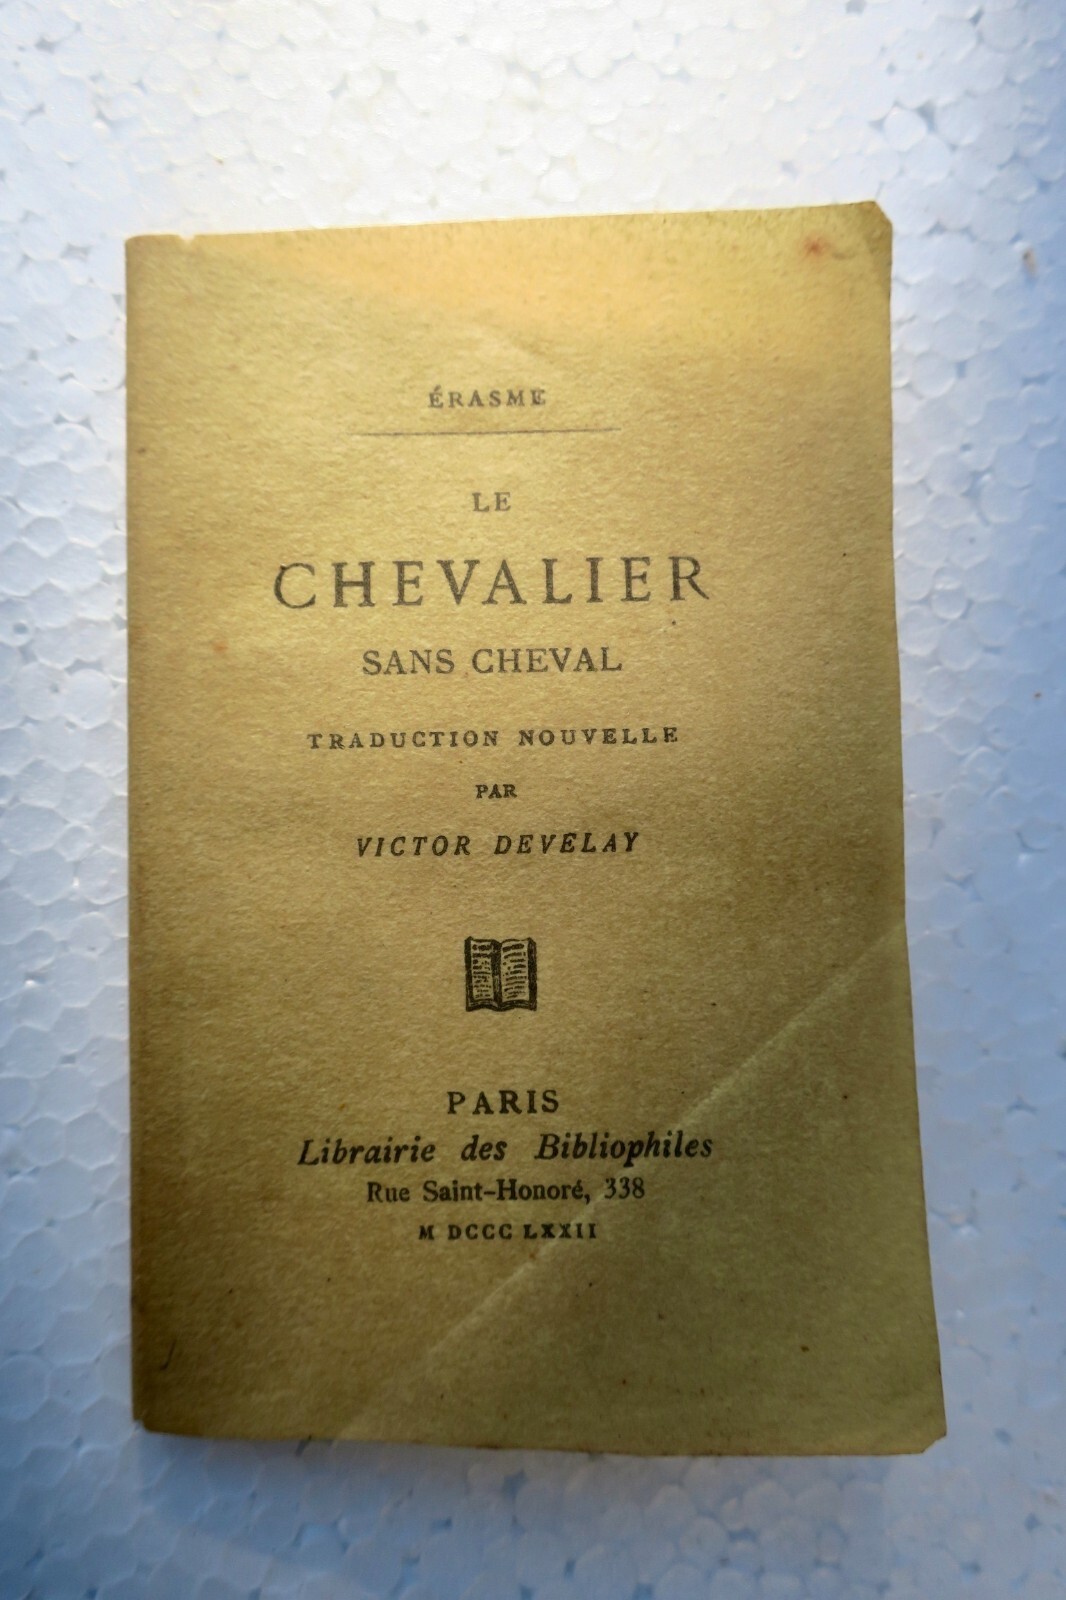 ÉRASME
LE
CHEVALIER
SANS CHEVAL
TRADUCTION NOUVELLE
PAR
VICTOR DEVELAY
PARIS
Librairie des Bibliophiles
Rue Saint-Honoré, 338
M DCCC LXXII